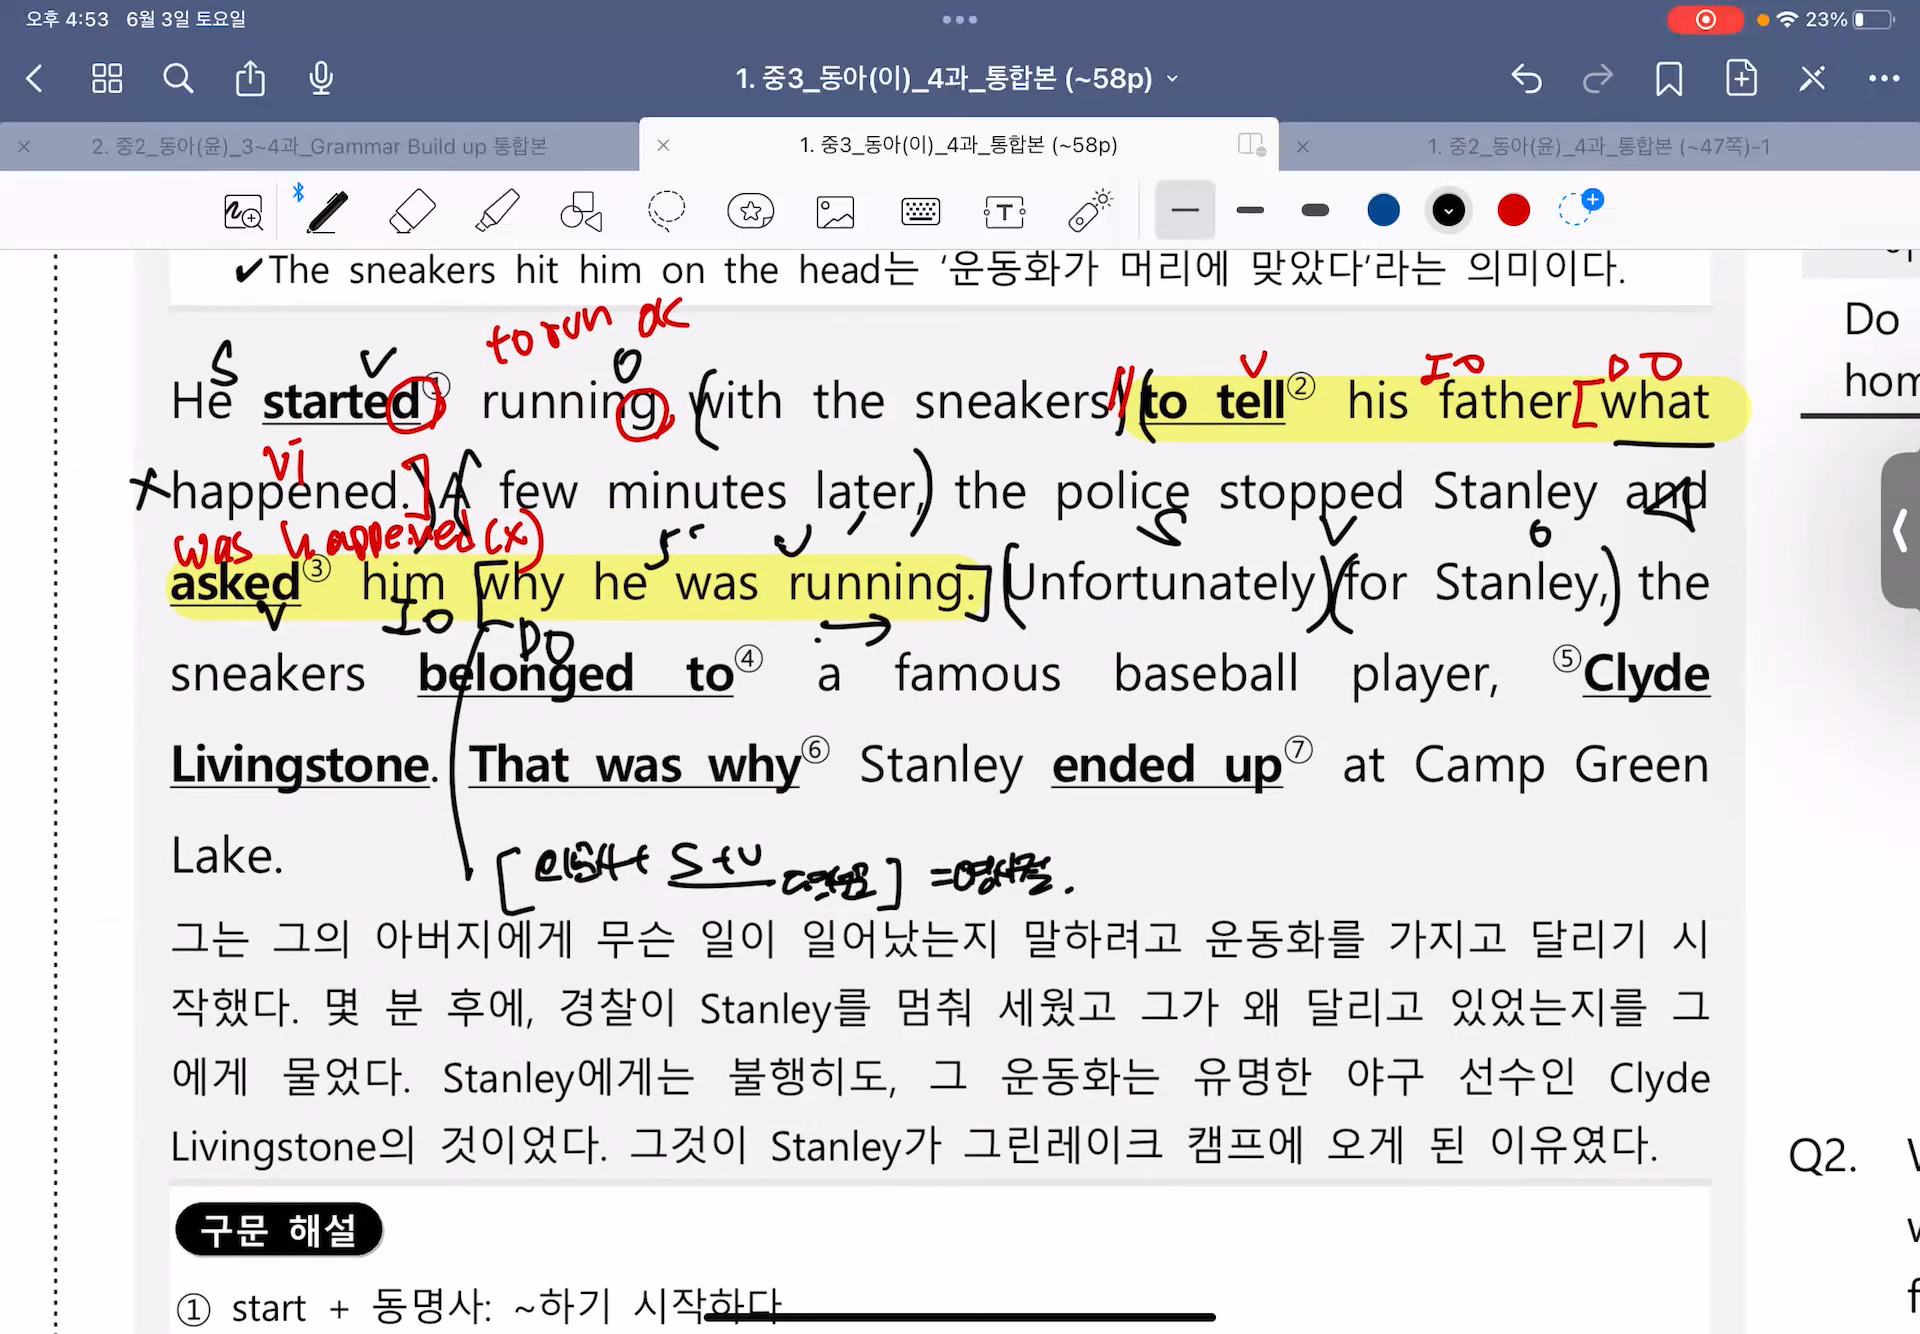 오후 4:53 6월 3일 토요일
23%
1. 중3_동아(이)_4과_통합본 (~58p)
2. 중2_동아(윤)_3~4과_Grammar Build up 통합본
1. 중3_동아(이)_4과_통합본 (~58p)
1. 중2_동아(윤)_4과_통합본 (~47쪽)-1
✔The sneakers hit him on the head는 ‘운동화가 머리에 맞았다’라는 의미이다.
to run ok
S V O V IO DO
He started① running with the sneakers to tell② his father what
Vi
happened. A few minutes later, the police stopped Stanley and
was happened (x) S V S V O
asked③ him why he was running. Unfortunately for Stanley, the
V IO DO
sneakers belonged to④ a famous baseball player, ⑤Clyde
Livingstone. That was why⑥ Stanley ended up⑦ at Camp Green
Lake.
[의문사+ S+V ] =명사절.
그는 그의 아버지에게 무슨 일이 일어났는지 말하려고 운동화를 가지고 달리기 시
작했다. 몇 분 후에, 경찰이 Stanley를 멈춰 세웠고 그가 왜 달리고 있었는지를 그
에게 물었다. Stanley에게는 불행히도, 그 운동화는 유명한 야구 선수인 Clyde
Livingstone의 것이었다. 그것이 Stanley가 그린레이크 캠프에 오게 된 이유였다.
구문 해설
① start + 동명사: ~하기 시작하다
Do
hom
Q2.